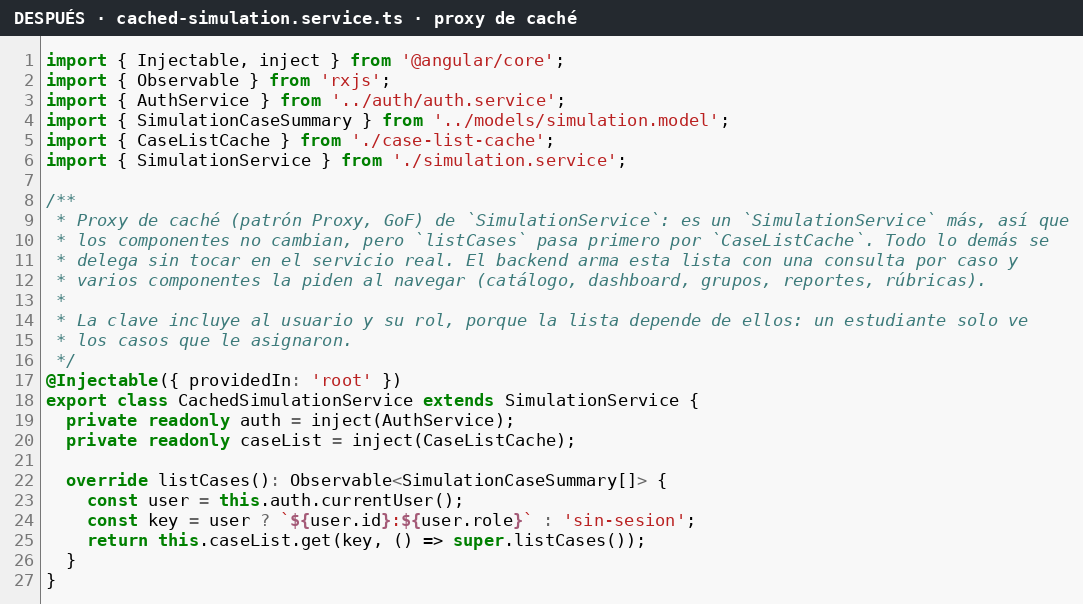 DESPUÉS · cached-simulation.service.ts · proxy de caché
1 import { Injectable, inject } from '@angular/core';
2 import { Observable } from 'rxjs';
3 import { AuthService } from '../auth/auth.service';
4 import { SimulationCaseSummary } from '../models/simulation.model';
5 import { CaseListCache } from './case-list-cache';
6 import { SimulationService } from './simulation.service';
7
8 /**
9  * Proxy de caché (patrón Proxy, GoF) de `SimulationService`: es un `SimulationService` más, así que
10  * los componentes no cambian, pero `listCases` pasa primero por `CaseListCache`. Todo lo demás se
11  * delega sin tocar en el servicio real. El backend arma esta lista con una consulta por caso y
12  * varios componentes la piden al navegar (catálogo, dashboard, grupos, reportes, rúbricas).
13  *
14  * La clave incluye al usuario y su rol, porque la lista depende de ellos: un estudiante solo ve
15  * los casos que le asignaron.
16  */
17 @Injectable({ providedIn: 'root' })
18 export class CachedSimulationService extends SimulationService {
19   private readonly auth = inject(AuthService);
20   private readonly caseList = inject(CaseListCache);
21
22   override listCases(): Observable<SimulationCaseSummary[]> {
23     const user = this.auth.currentUser();
24     const key = user ? `${user.id}:${user.role}` : 'sin-sesion';
25     return this.caseList.get(key, () => super.listCases());
26   }
27 }